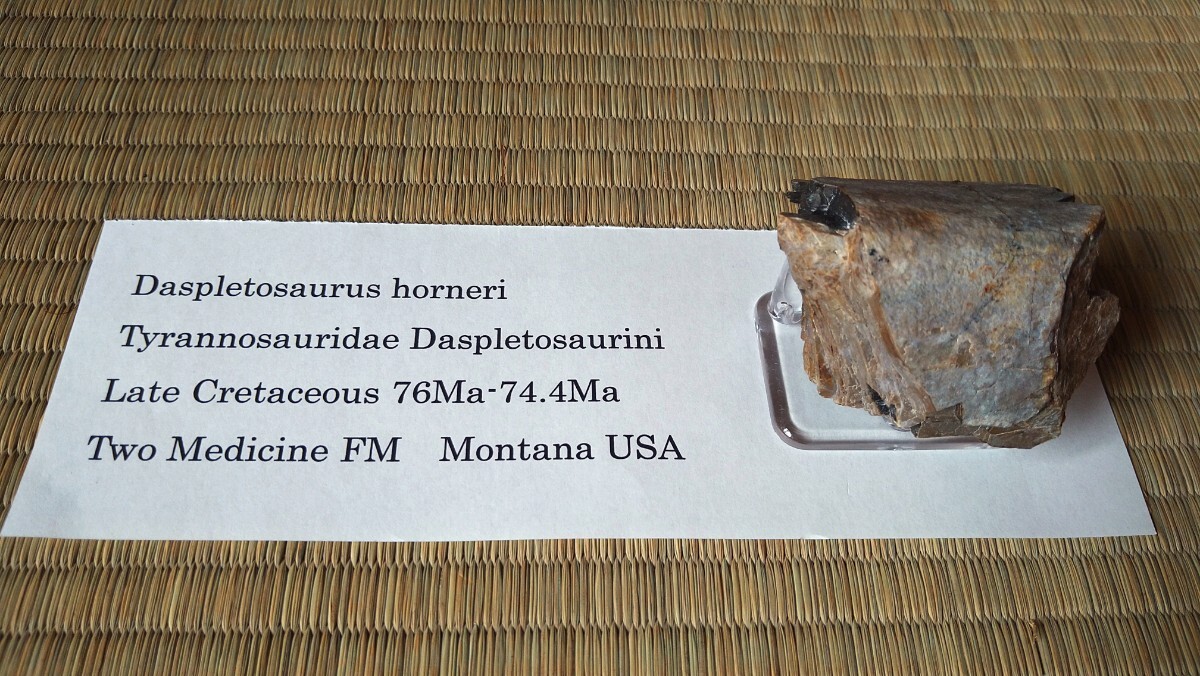 Daspletosaurus horneri
Tyrannosauridae Daspletosaurini
Late Cretaceous 76Ma-74.4Ma
Two Medicine FM Montana USA